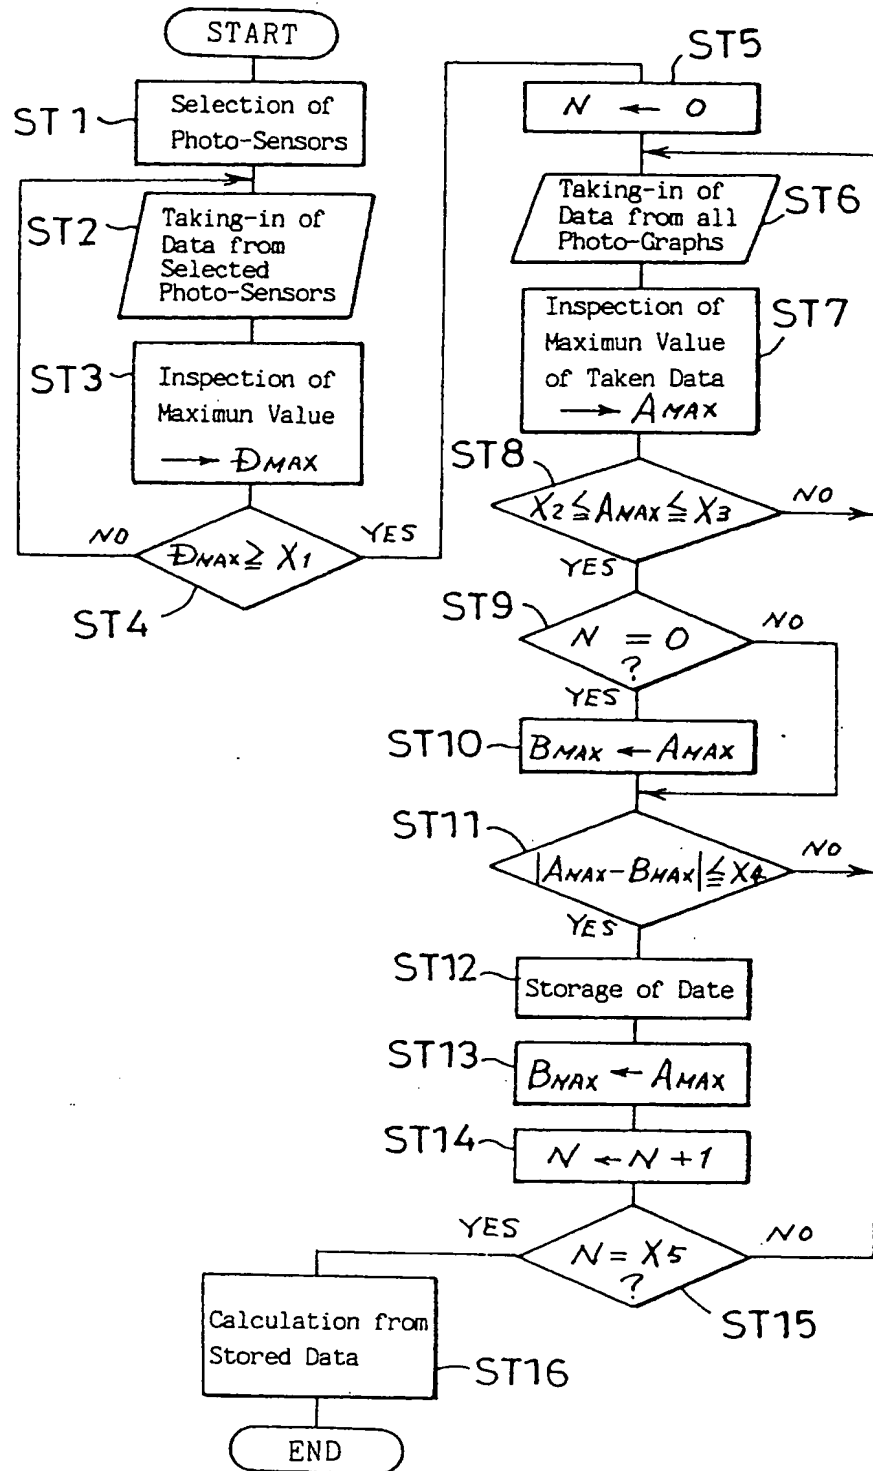 START
ST1
Selection of
Photo-Sensors
ST2
Taking-in of
Data from
Selected
Photo-Sensors
ST3
Inspection of
Maximun Value
→ DMAX
NO
YES
DMAX ≧ X1
ST4
ST5
N ← 0
Taking-in of
Data from all
Photo-Graphs
ST6
Inspection of
Maximun Value
of Taken Data
→ AMAX
ST7
ST8
X2 ≦ AMAX ≦ X3
NO
YES
ST9
N = 0
?
NO
YES
ST10
BMAX ← AMAX
ST11
|AMAX-BMAX| ≦ X4
NO
YES
ST12
Storage of Date
ST13
BMAX ← AMAX
ST14
N ← N+1
YES
NO
N = X5
?
ST15
Calculation from
Stored Data
ST16
END